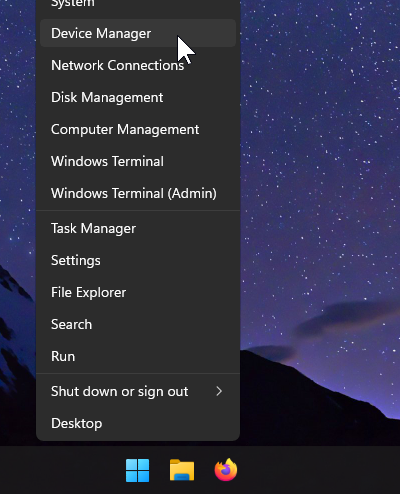 System
Device Manager
Network Connections
Disk Management
Computer Management
Windows Terminal
Windows Terminal (Admin)
Task Manager
Settings
File Explorer
Search
Run
Shut down or sign out
Desktop